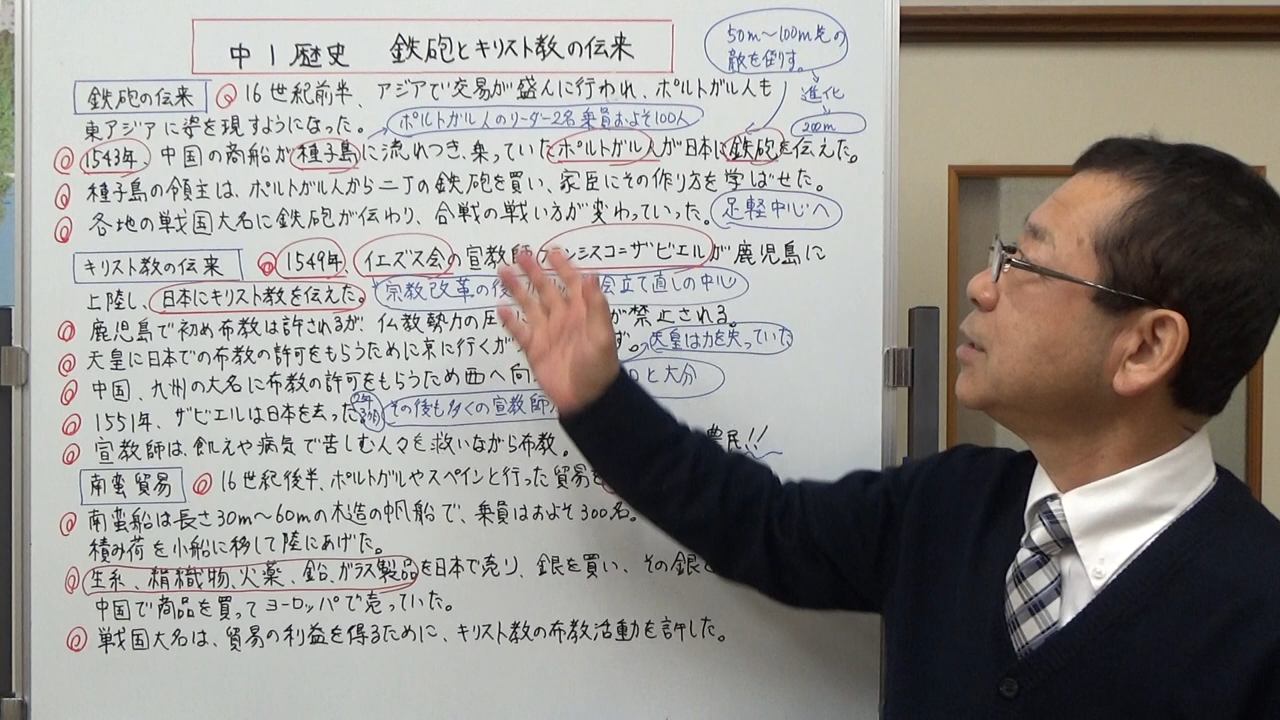 中1歴史 鉄砲とキリスト教の伝来
50m〜100m先の
敵を倒す。
進化
200m
鉄砲の伝来 16世紀前半、アジアで交易が盛んに行われ、ポルトガル人も
東アジアに姿を現すようになった。
ポルトガル人のリーダー2名 乗員およそ100人
1543年、中国の商船が種子島に流れつき、乗っていたポルトガル人が日本に鉄砲を伝えた。
種子島の領主は、ポルトガル人から二丁の鉄砲を買い、家臣にその作り方を学ばせた。
各地の戦国大名に鉄砲が伝わり、合戦の戦い方が変わっていった。
足軽中心へ
キリスト教の伝来 1549年、イエズス会の宣教師フランシスコ=ザビエルが鹿児島に
上陸し、日本にキリスト教を伝えた。
宗教改革の後 会立て直しの中心
鹿児島で初め布教は許されるが、仏教勢力の圧 が禁止される。
天皇に日本での布教の許可をもらうために京に行くが ず。
天皇は力を失っていた
中国、九州の大名に布教の許可をもらうため西へ向 と大分
1551年、ザビエルは日本を去った
2年3ヶ月
その後も多くの宣教師
宣教師は、飢えや病気で苦しむ人々を救いながら布教。 農民!!
南蛮貿易 16世紀後半、ポルトガルやスペインと行った貿易を
南蛮船は長さ30m〜60mの木造の帆船で、乗員はおよそ300名。
積み荷を小船に移して陸にあげた。
生糸、絹織物、火薬、鉛、ガラス製品を日本で売り、銀を買い、その銀
中国で商品を買ってヨーロッパで売っていた。
戦国大名は、貿易の利益を得るために、キリスト教の布教活動を許した。